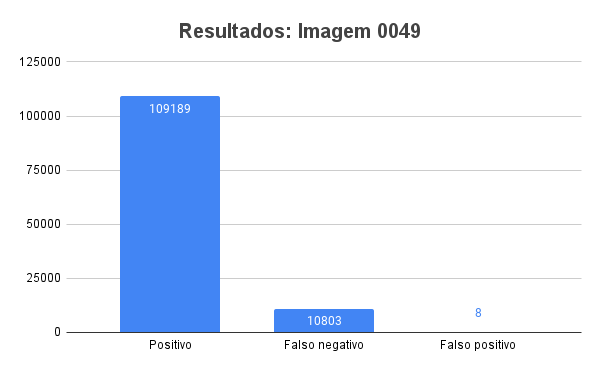 Resultados: Imagem 0049
125000
100000
75000
50000
25000
0
109189
10803
8
Positivo
Falso negativo
Falso positivo